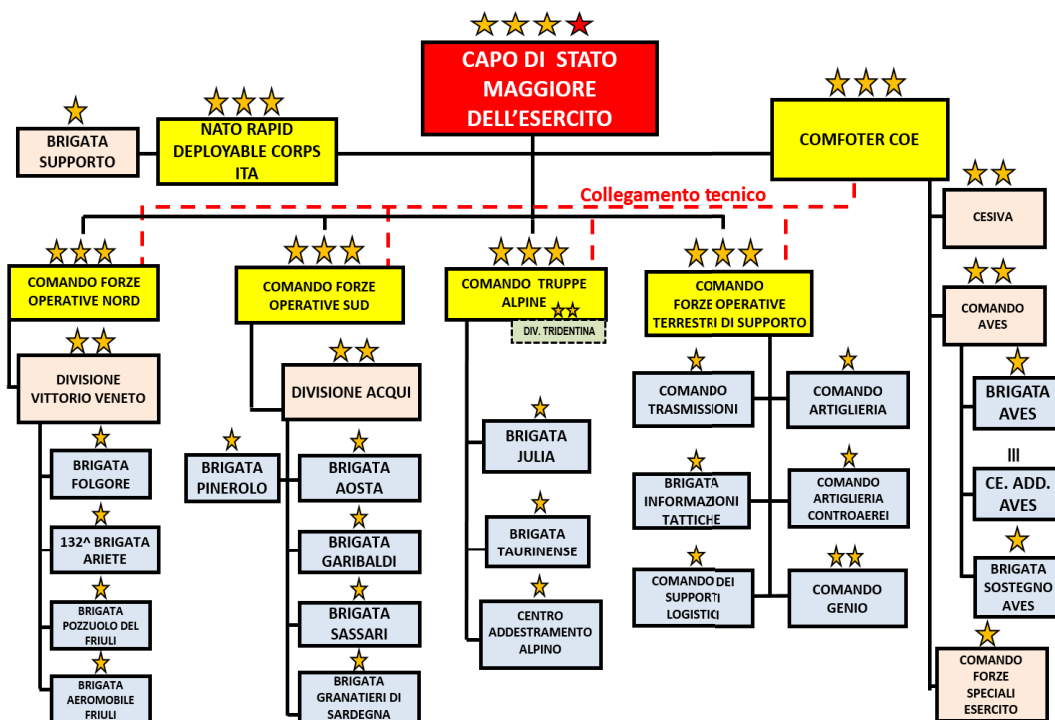 CAPO DI STATO
MAGGIORE
DELL'ESERCITO
BRIGATA
SUPPORTO
NATO RAPID
DEPLOYABLE CORPS
ITA
COMFOTER COE
Collegamento tecnico
CESIVA
COMANDO FORZE
OPERATIVE NORD
COMANDO FORZE
OPERATIVE SUD
COMANDO TRUPPE
ALPINE
DIV. TRIDENTINA
COMANDO
FORZE OPERATIVE
TERRESTRI DI SUPPORTO
COMANDO
AVES
DIVISIONE
VITTORIO VENETO
DIVISIONE ACQUI
COMANDO
TRASMISSIONI
COMANDO
ARTIGLIERIA
BRIGATA
AVES
BRIGATA
FOLGORE
BRIGATA
PINEROLO
BRIGATA
AOSTA
BRIGATA
JULIA
BRIGATA
INFORMAZIONI
TATTICHE
COMANDO
ARTIGLIERIA
CONTROAEREI
III
CE. ADD.
AVES
132^ BRIGATA
ARIETE
BRIGATA
GARIBALDI
BRIGATA
TAURINENSE
COMANDO DEI
SUPPORTI
LOGISTICI
COMANDO
GENIO
BRIGATA
SOSTEGNO
AVES
BRIGATA
POZZUOLO DEL
FRIULI
BRIGATA
SASSARI
CENTRO
ADDESTRAMENTO
ALPINO
BRIGATA
AEROMOBILE
FRIULI
BRIGATA
GRANATIERI DI
SARDEGNA
COMANDO
FORZE
SPECIALI
ESERCITO